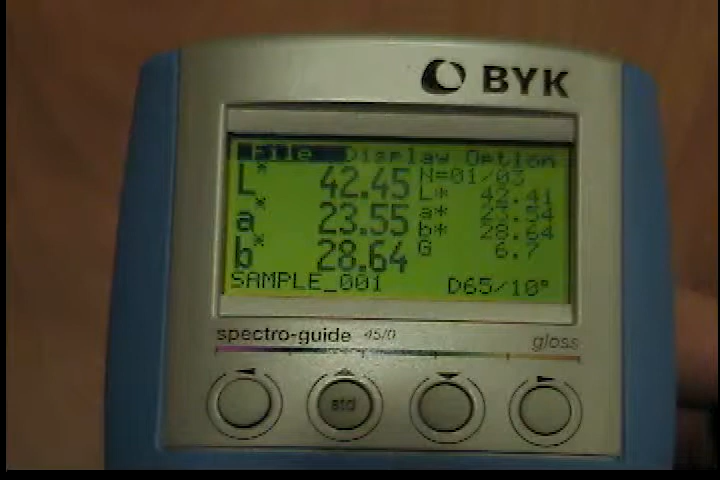 BYK
File Display Option
L* 42.45
a* 23.55
b* 28.64
N=01/03
L* 42.41
a* 23.54
b* 28.64
G 6.7
SAMPLE_001 D65/10°
spectro-guide 45/0 gloss
std